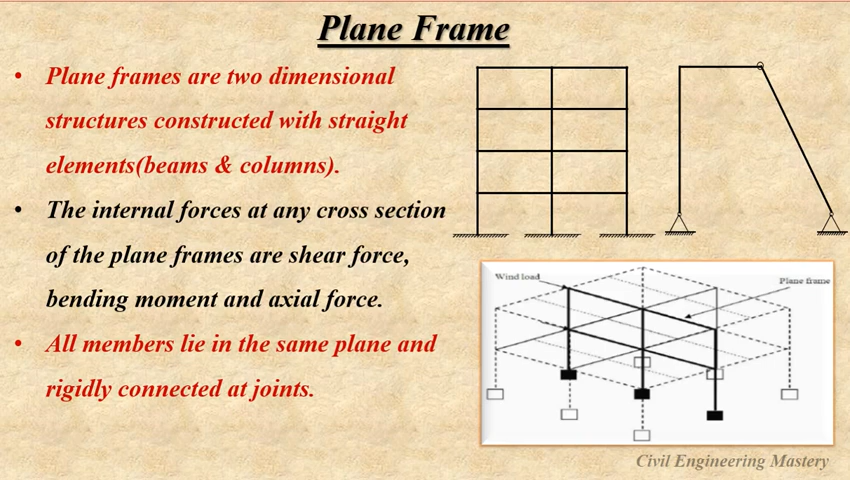 Plane Frame
• Plane frames are two dimensional
structures constructed with straight
elements(beams & columns).
• The internal forces at any cross section
of the plane frames are shear force,
bending moment and axial force.
• All members lie in the same plane and
rigidly connected at joints.
Wind load
Plane frame
Civil Engineering Mastery